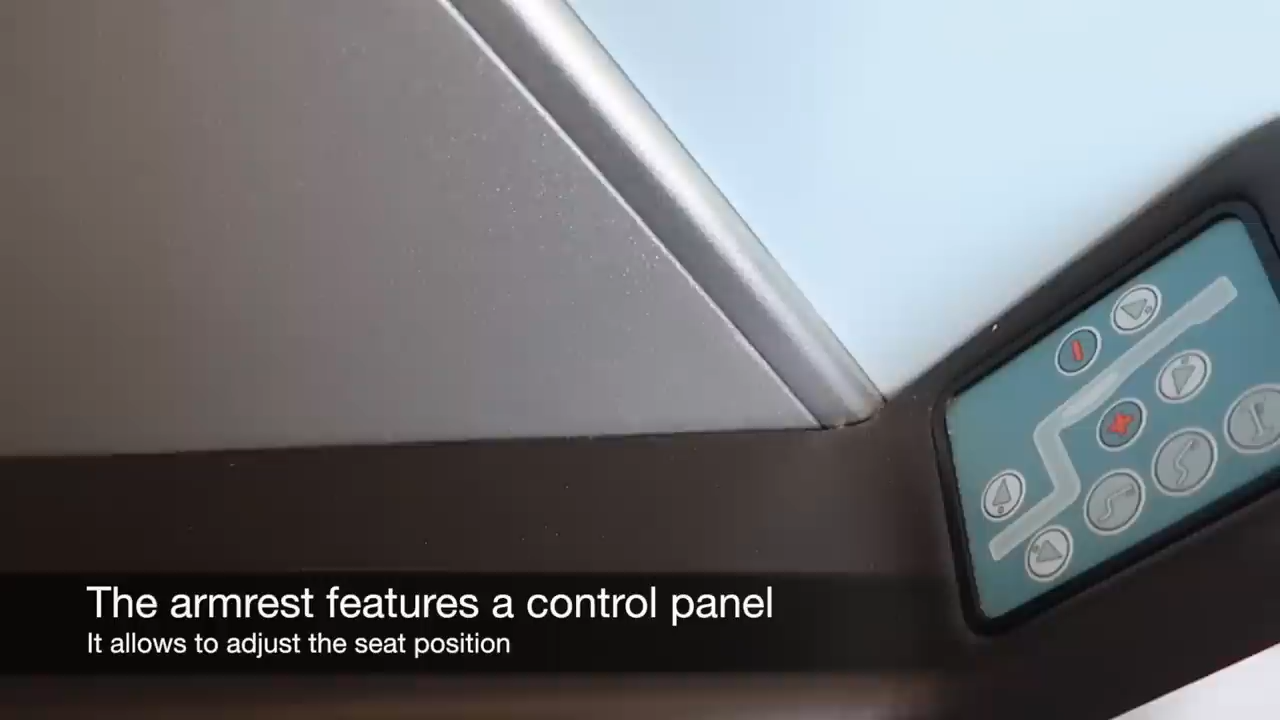 The armrest features a control panel
It allows to adjust the seat position